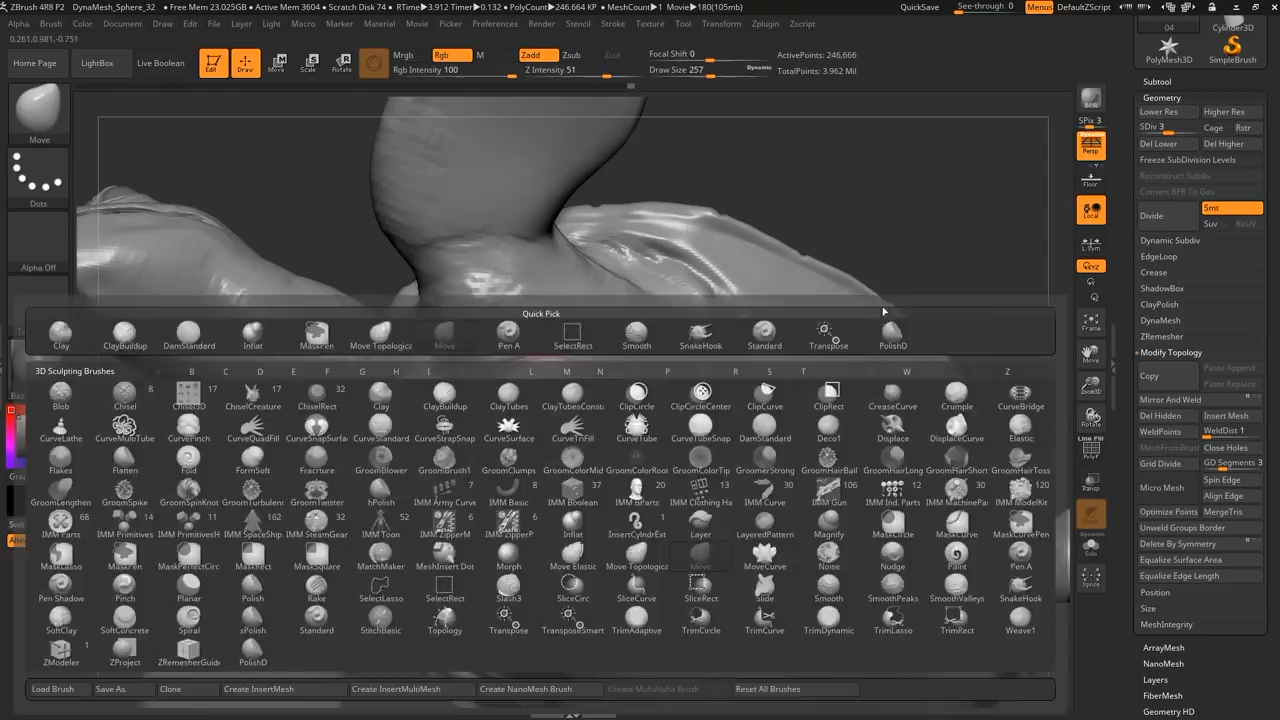 ZBrush 4R8 P2 DynaMesh_Sphere_32 • Free Mem 23.025GB • Active Mem 3604 • Scratch Disk 74 • RTime▶3.912 Timer▶0.132 • PolyCount▶246.664 KP • MeshCount▶1 Movie▶180(105mb) QuickSave See-through 0 Menus DefaultZScript
Alpha Brush Color Document Draw Edit File Layer Light Macro Marker Material Movie Picker Preferences Render Stencil Stroke Texture Tool Transform Zplugin Zscript
0.261,0.981,-0.751
Home Page LightBox Live Boolean Edit Draw Move Scale Rotate
Mrgb Rgb M Zadd Zsub Zcut
Rgb Intensity 100 Z Intensity 51
Focal Shift 0 ActivePoints: 246,666
Draw Size 257 Dynamic TotalPoints: 3.962 Mil
Move
Dots
Alpha Off
BPR
SPix 3
Dynamic
Persp
Floor
Local
L.Sym
Frame
Move
Zoom3D
Rotate
Line Fill
PolyF
Transp
Dynamic
Solo
Xpose
04 Cylinder3D
PolyMesh3D SimpleBrush
Subtool
Geometry
Lower Res Higher Res
SDiv 3 Cage Rstr
Del Lower Del Higher
Freeze SubDivision Levels
Reconstruct Subdiv
Convert BPR To Geo
Divide Smt
Suv ReUV
Dynamic Subdiv
EdgeLoop
Crease
ShadowBox
ClayPolish
DynaMesh
ZRemesher
Modify Topology
Copy Paste Append
Paste Replace
Mirror And Weld
Del Hidden Insert Mesh
WeldPoints WeldDist 1
MeshFromBrush Close Holes
Grid Divide GD Segments 3
Micro Mesh Spin Edge
Align Edge
Optimize Points MergeTris
Unweld Groups Border
Delete By Symmetry
Equalize Surface Area
Equalize Edge Length
Position
Size
MeshIntegrity
ArrayMesh
NanoMesh
Layers
FiberMesh
Geometry HD
Quick Pick
Clay ClayBuildup DamStandard Inflat MaskPen Move Topologica Move Pen A SelectRect Smooth SnakeHook Standard Transpose PolishD
3D Sculpting Brushes B C D E F G H I L M N P R S T W Z
Blob Chisel 8 Chisel3D 17 ChiselCreature 17 ChiselRect 32 Clay ClayBuildup ClayTubes ClayTubesConsta ClipCircle ClipCircleCenter ClipCurve ClipRect CreaseCurve Crumple CurveBridge
CurveLathe CurveMultiTube CurvePinch CurveQuadFill CurveSnapSurfac CurveStandard CurveStrapSnap CurveSurface CurveTriFill CurveTube CurveTubeSnap DamStandard Deco1 Displace DisplaceCurve Elastic
Flakes Flatten Fold FormSoft Fracture GroomBlower GroomBrush1 GroomClumps GroomColorMid GroomColorRoot GroomColorTip GroomerStrong GroomHairBall GroomHairLong GroomHairShort GroomHairToss
GroomLengthen GroomSpike GroomSpinKnot GroomTurbulenc GroomTwister hPolish IMM Army Curve 7 IMM Basic 8 IMM Boolean 37 IMM BParts 20 IMM Clothing Ha 13 IMM Curve 30 IMM Gun 106 IMM Ind. Parts 12 IMM MachinePa 30 IMM ModelKit 120
IMM Parts 68 IMM Primitives 14 IMM PrimitivesH 11 IMM SpaceShip 162 IMM SteamGear 32 IMM Toon 52 IMM ZipperM 6 IMM ZipperP 6 Inflat InsertCylndrExt 1 Layer LayeredPattern Magnify MaskCircle MaskCurve MaskCurvePen
MaskLasso MaskPen MaskPerfectCirc MaskRect MaskSquare MatchMaker MeshInsert Dot Morph Move Elastic Move Topologica Move MoveCurve Noise Nudge Paint Pen A
Pen Shadow Pinch Planar Polish Rake SelectLasso SelectRect Slash3 SliceCirc SliceCurve SliceRect Slide Smooth SmoothPeaks SmoothValleys SnakeHook
SoftClay SoftConcrete Spiral sPolish Standard StitchBasic Topology Transpose TransposeSmart TrimAdaptive TrimCircle TrimCurve TrimDynamic TrimLasso TrimRect Weave1
ZModeler 1 ZProject ZRemesherGuide PolishD
Load Brush Save As Clone Create InsertMesh Create InsertMultiMesh Create NanoMesh Brush Create MultiAlpha Brush Reset All Brushes